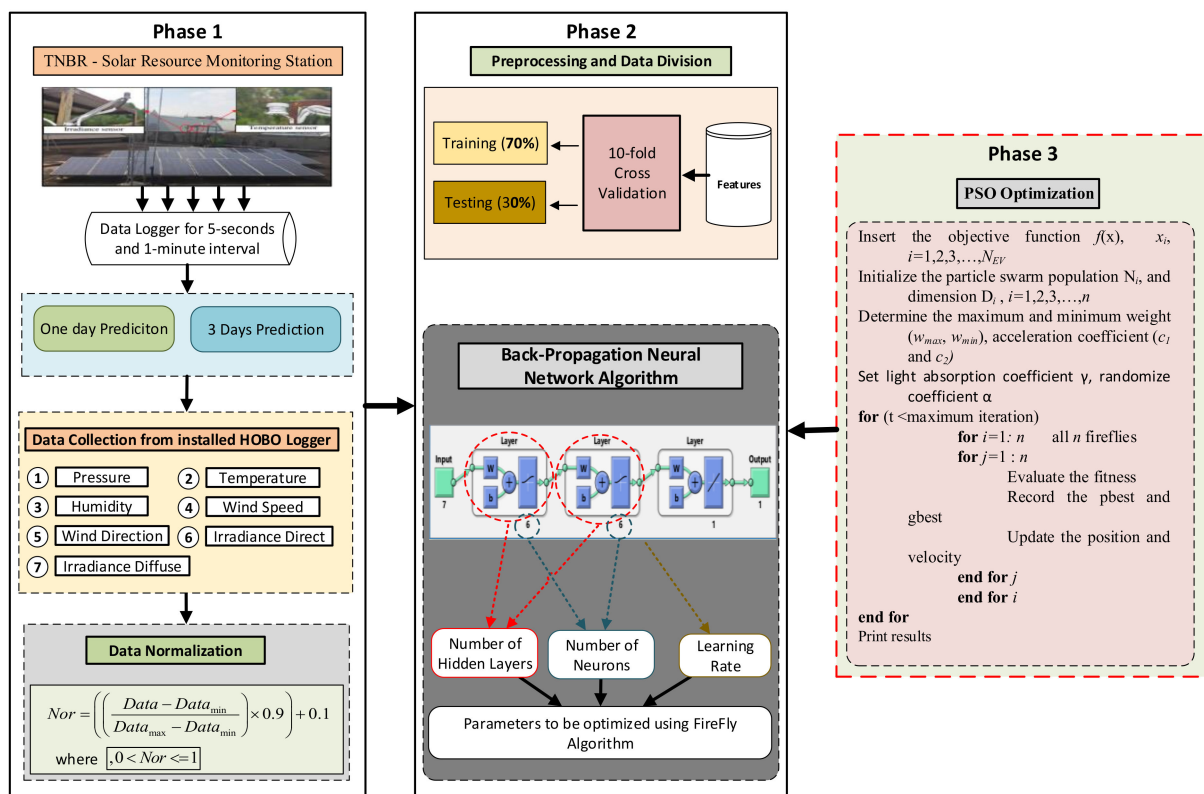 Phase 1
TNBR - Solar Resource Monitoring Station
Irradiance sensor
Temperature sensor
Data Logger for 5-seconds
and 1-minute interval
One day Prediciton
3 Days Prediction
Data Collection from installed HOBO Logger
1 Pressure
2 Temperature
3 Humidity
4 Wind Speed
5 Wind Direction
6 Irradiance Direct
7 Irradiance Diffuse
Data Normalization
Nor = (((Data − Data_min) / (Data_max − Data_min)) × 0.9) + 0.1
where ,0 < Nor <=1
Phase 2
Preprocessing and Data Division
Training (70%)
Testing (30%)
10-fold
Cross
Validation
Features
Back-Propagation Neural
Network Algorithm
Layer
Layer
Layer
Input
Output
W
W
W
+
+
+
b
b
b
7
6
6
1
1
Number of
Hidden Layers
Number of
Neurons
Learning
Rate
Parameters to be optimized using FireFly
Algorithm
Phase 3
PSO Optimization
Insert the objective function f(x), x_i,
i=1,2,3,…,N_EV
Initialize the particle swarm population N_i, and
dimension D_i , i=1,2,3,…,n
Determine the maximum and minimum weight
(w_max, w_min), acceleration coefficient (c_1
and c_2)
Set light absorption coefficient γ, randomize
coefficient α
for (t <maximum iteration)
for i=1: n all n fireflies
for j=1 : n
Evaluate the fitness
Record the pbest and
gbest
Update the position and
velocity
end for j
end for i
end for
Print results